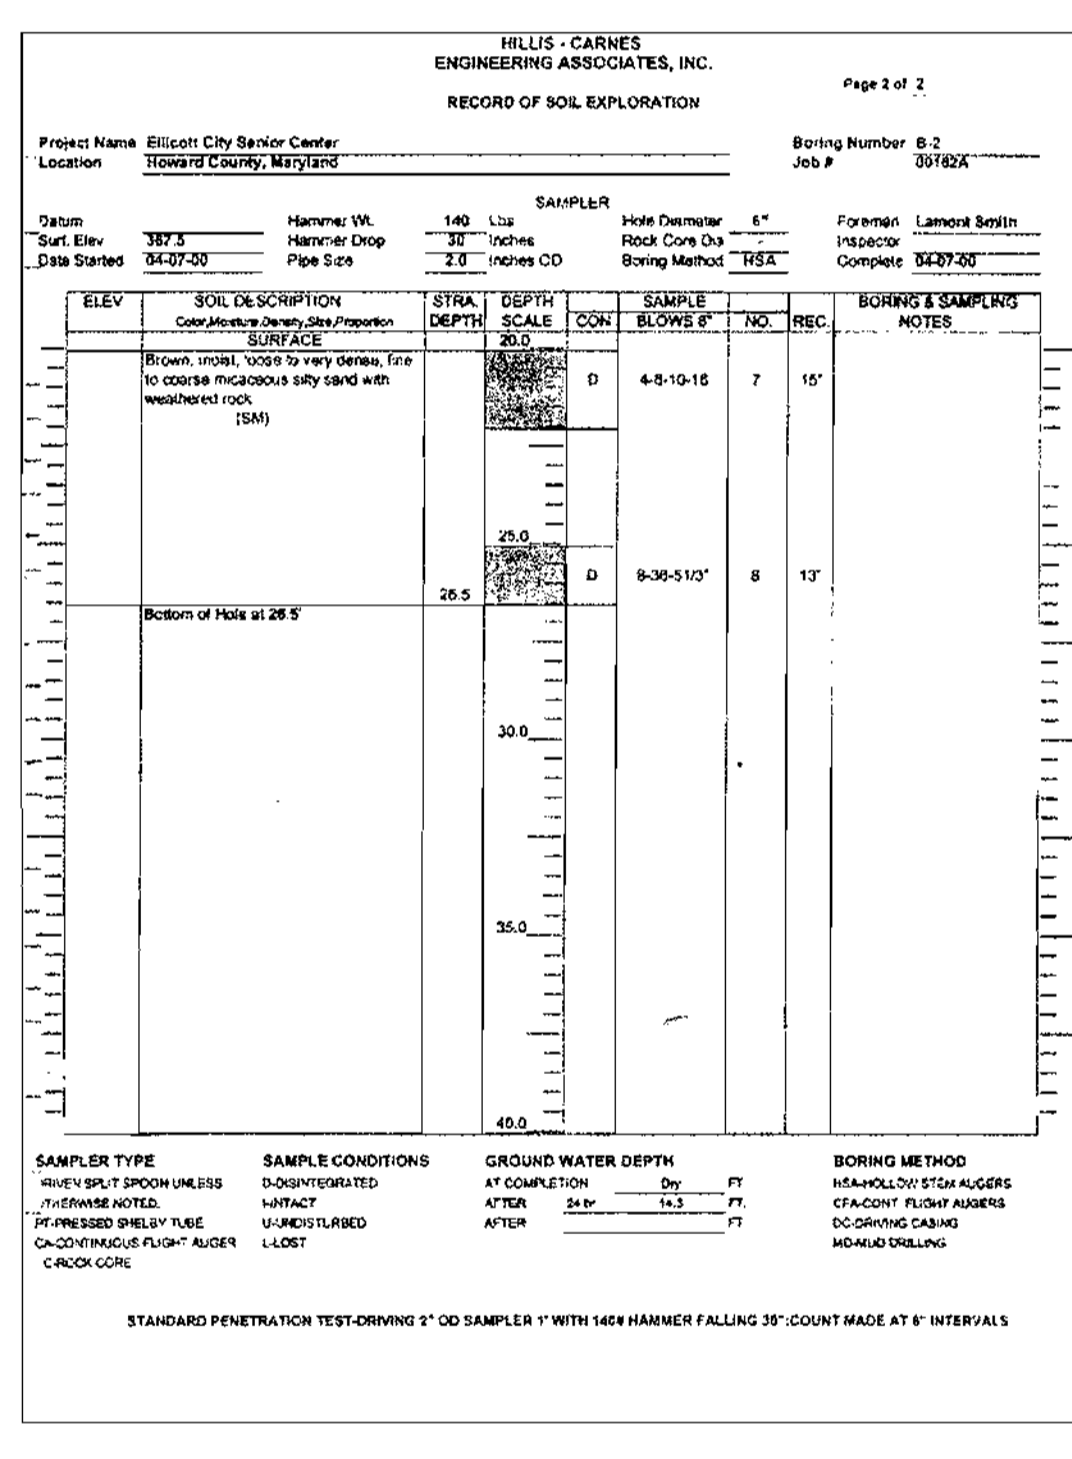 HILLIS - CARNES
ENGINEERING ASSOCIATES, INC.
Page 2 of 2
RECORD OF SOIL EXPLORATION
Project Name Ellicott City Senior Center Boring Number B-2
Location Howard County, Maryland Job # 00162A
SAMPLER
Datum Hammer Wt. 140 Lbs Hole Diameter 6" Foreman Lamont Smith
Surf. Elev 387.5 Hammer Drop 30 Inches Rock Core Dia - Inspector
Date Started 04-07-00 Pipe Size 2.0 Inches OD Boring Method HSA Complete 04-07-00
ELEV SOIL DESCRIPTION STRA. DEPTH SAMPLE BORING & SAMPLING
Color,Moisture,Density,Size,Proportion DEPTH SCALE CON BLOWS 6" NO. REC. NOTES
SURFACE 20.0
Brown, moist, loose to very dense, fine
to coarse micaceous silty sand with D 4-8-10-16 7 15"
weathered rock
(SM)
25.0
D 8-36-51/3" 8 13"
26.5
Bottom of Hole at 26.5'
30.0
35.0
40.0
SAMPLER TYPE SAMPLE CONDITIONS GROUND WATER DEPTH BORING METHOD
DRIVEN SPLIT SPOON UNLESS D-DISINTEGRATED AT COMPLETION Dry FT HSA-HOLLOW STEM AUGERS
OTHERWISE NOTED. I-INTACT AFTER 24 hr 14.3 FT. CFA-CONT FLIGHT AUGERS
PT-PRESSED SHELBY TUBE U-UNDISTURBED AFTER FT DC-DRIVING CASING
CA-CONTINUOUS FLIGHT AUGER L-LOST MD-MUD DRILLING
C-ROCK CORE
STANDARD PENETRATION TEST-DRIVING 2" OD SAMPLER 1' WITH 140# HAMMER FALLING 30":COUNT MADE AT 6" INTERVALS